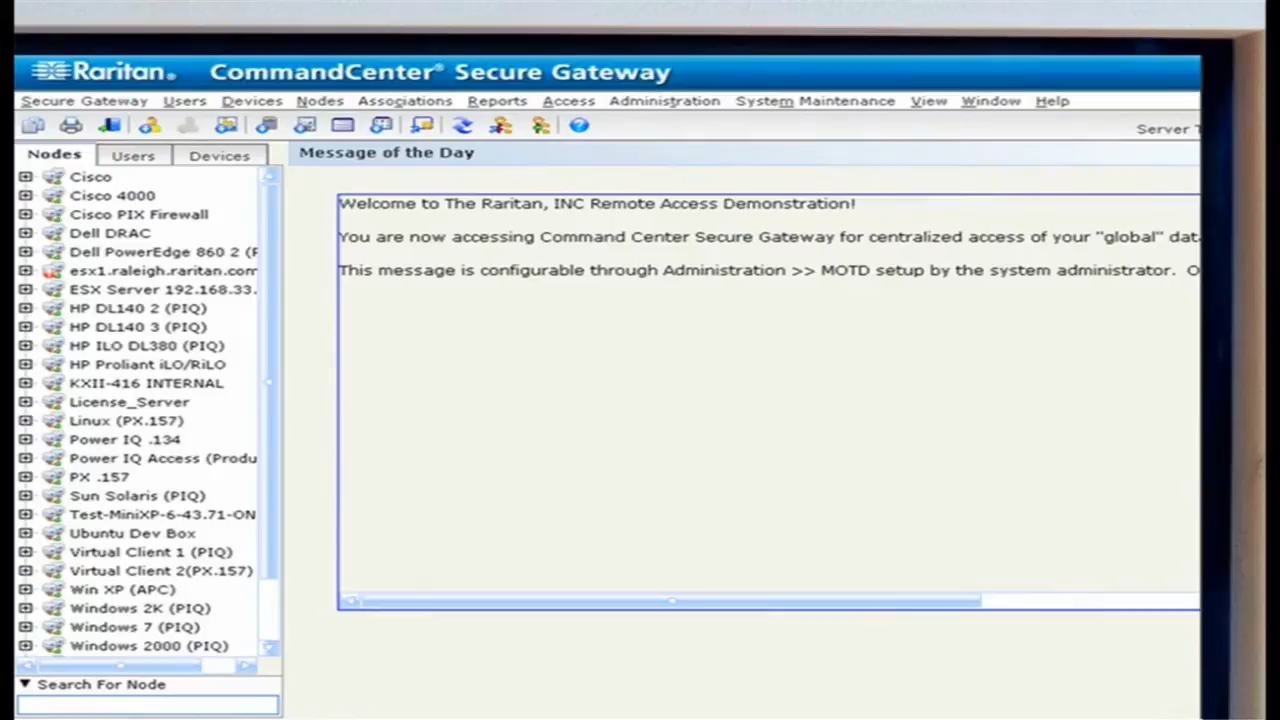 Raritan. CommandCenter® Secure Gateway
Secure Gateway Users Devices Nodes Associations Reports Access Administration System Maintenance View Window Help
Server
Nodes Users Devices
Message of the Day
Cisco
Cisco 4000
Cisco PIX Firewall
Dell DRAC
Dell PowerEdge 860 2 (P
esx1.raleigh.raritan.com
ESX Server 192.168.33.
HP DL140 2 (PIQ)
HP DL140 3 (PIQ)
HP ILO DL380 (PIQ)
HP Proliant iLO/RiLO
KXII-416 INTERNAL
License_Server
Linux (PX.157)
Power IQ .134
Power IQ Access (Produ
PX .157
Sun Solaris (PIQ)
Test-MiniXP-6-43.71-ON
Ubuntu Dev Box
Virtual Client 1 (PIQ)
Virtual Client 2(PX.157)
Win XP (APC)
Windows 2K (PIQ)
Windows 7 (PIQ)
Windows 2000 (PIQ)
Search For Node
Welcome to The Raritan, INC Remote Access Demonstration!
You are now accessing Command Center Secure Gateway for centralized access of your "global" dat
This message is configurable through Administration >> MOTD setup by the system administrator. O